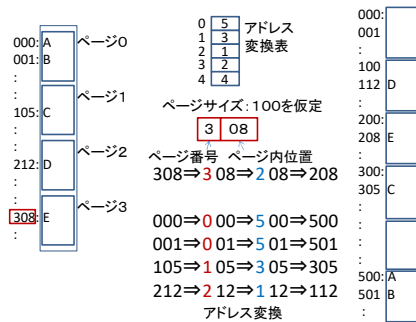 000: A ページ0
001: B
:
:
105: C ページ1
:
:
212: D ページ2
:
:
308: E ページ3
:
:
0 5 アドレス
1 3 変換表
2 1
3 2
4 4
ページサイズ:100を仮定
3 08
ページ番号 ページ内位置
308⇒3 08⇒2 08⇒208
000⇒0 00⇒5 00⇒500
001⇒0 01⇒5 01⇒501
105⇒1 05⇒3 05⇒305
212⇒2 12⇒1 12⇒112
アドレス変換
000:
001
:
100
112 D
:
200:
208 E
:
300:
305 C
:
:
:
500: A
501 B
: